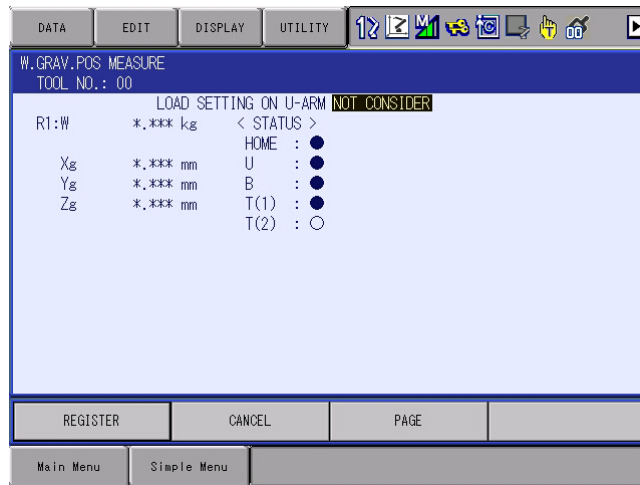 DATA EDIT DISPLAY UTILITY
W.GRAV.POS MEASURE
TOOL NO.: 00
LOAD SETTING ON U-ARM NOT CONSIDER
R1:W *.*** kg < STATUS >
HOME : ●
Xg *.*** mm U : ●
Yg *.*** mm B : ●
Zg *.*** mm T(1) : ●
T(2) : ○
REGISTER CANCEL PAGE
Main Menu Simple Menu